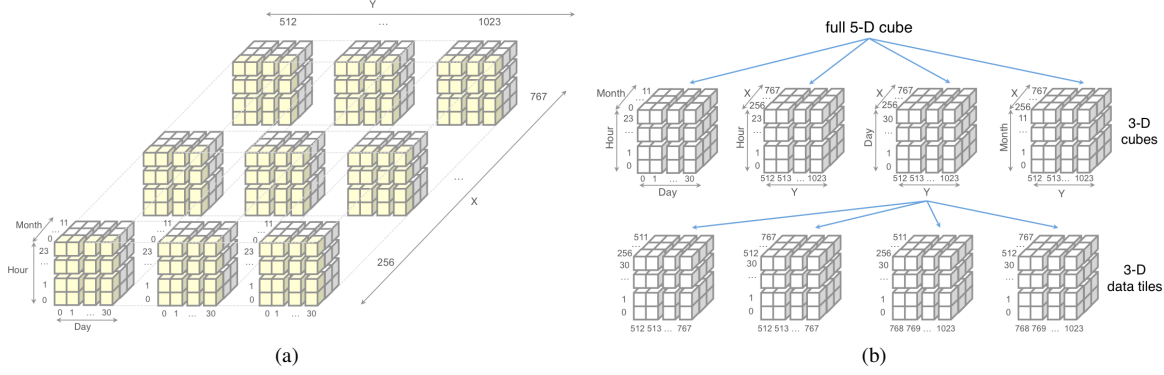 Y
512 … 1023
767
…
X
256
Month
11
…
0
23
…
Hour
1
0
0 1 … 30
Day
11
…
0
23
…
1
0
0 1 … 30
11
…
0
23
…
1
0
0 1 … 30
(a)
full 5-D cube
Month
11
…
0
23
…
Hour
1
0
0 1 … 30
Day
X
767
…
256
23
…
Hour
1
0
512 513 … 1023
Y
X
767
…
256
30
…
Day
1
0
512 513 … 1023
Y
X
767
…
256
11
…
Month
1
0
512 513… 1023
Y
3-D
cubes
511
…
256
30
…
1
0
512 513 … 767
767
…
512
30
…
1
0
512 513 … 767
511
…
256
30
…
1
0
768 769 … 1023
767
…
512
30
…
1
0
768 769 … 1023
3-D
data tiles
(b)